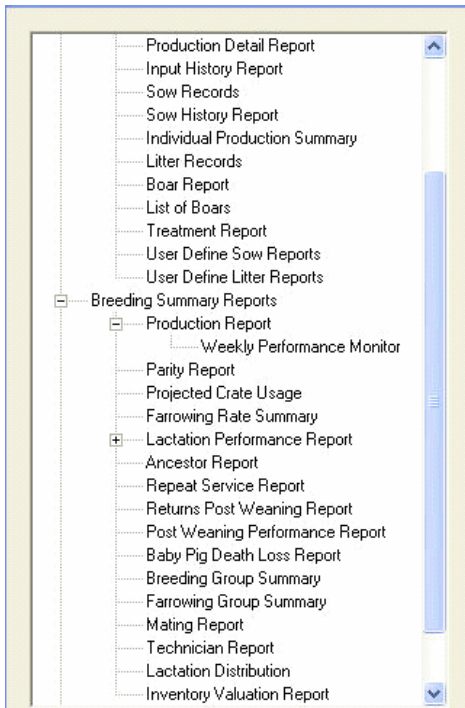 Production Detail Report
Input History Report
Sow Records
Sow History Report
Individual Production Summary
Litter Records
Boar Report
List of Boars
Treatment Report
User Define Sow Reports
User Define Litter Reports
Breeding Summary Reports
Production Report
Weekly Performance Monitor
Parity Report
Projected Crate Usage
Farrowing Rate Summary
Lactation Performance Report
Ancestor Report
Repeat Service Report
Returns Post Weaning Report
Post Weaning Performance Report
Baby Pig Death Loss Report
Breeding Group Summary
Farrowing Group Summary
Mating Report
Technician Report
Lactation Distribution
Inventory Valuation Report